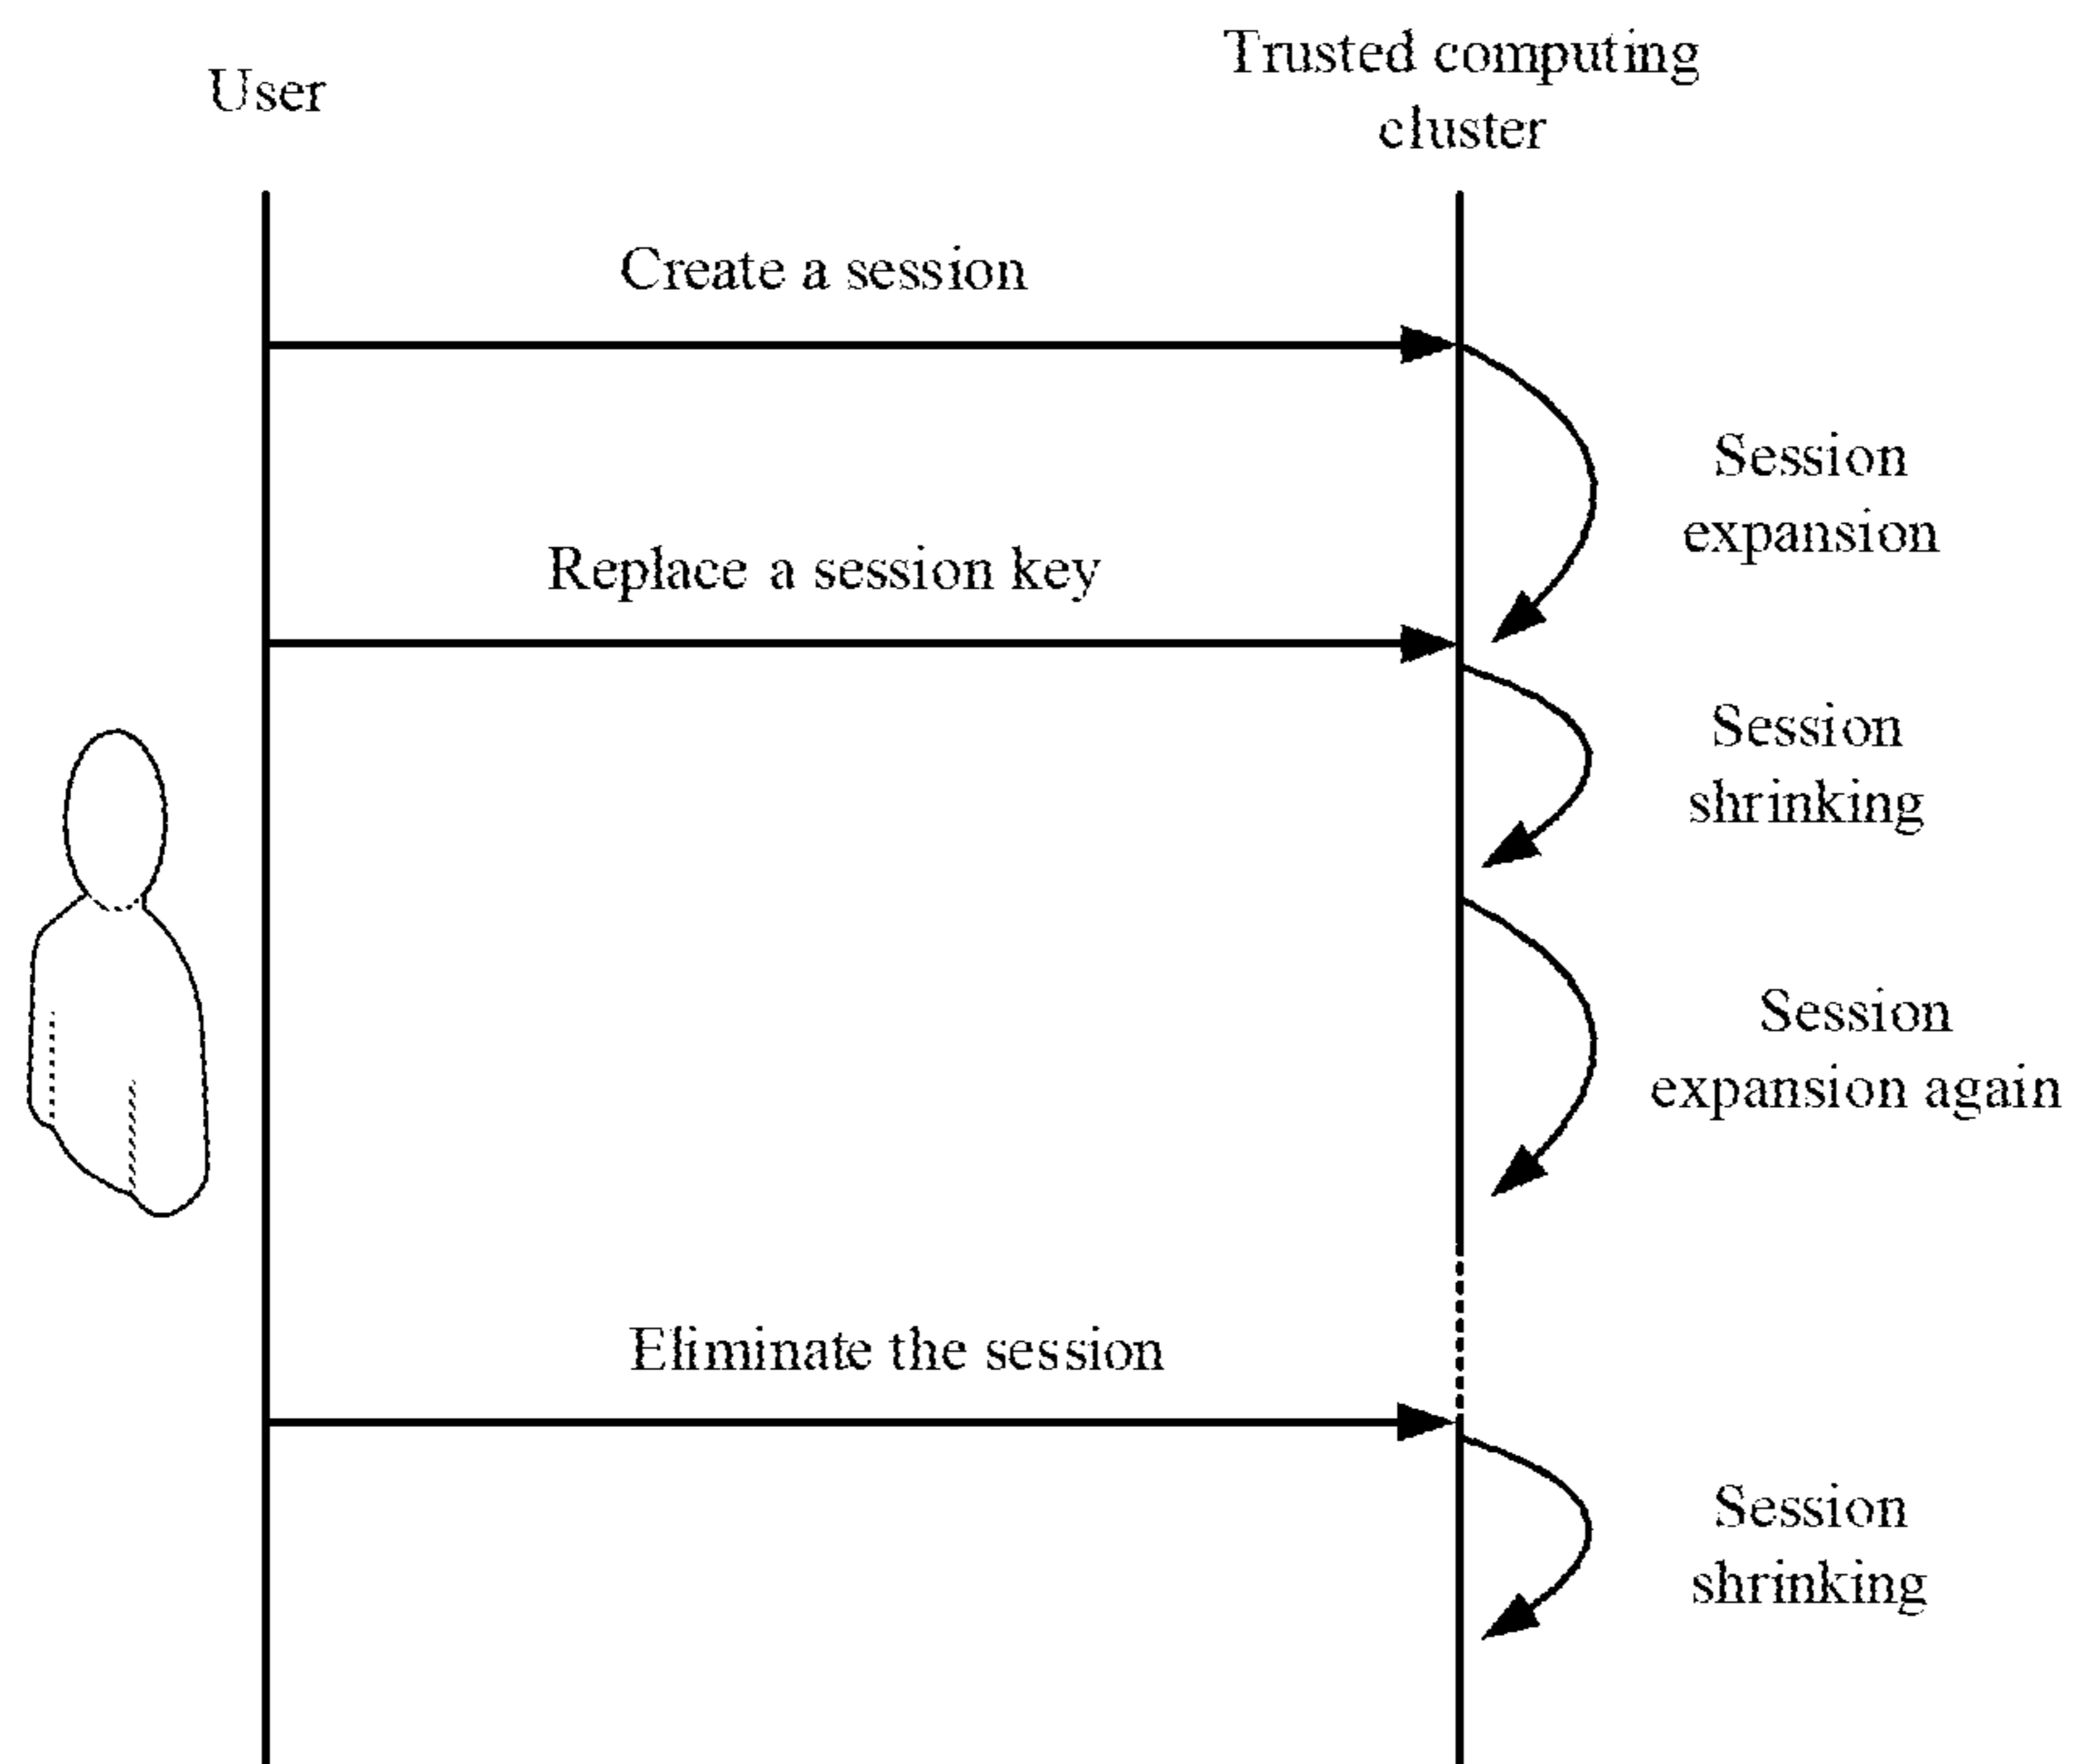 User
Trusted computing
cluster
Create a session
Session
expansion
Replace a session key
Session
shrinking
Session
expansion again
Eliminate the session
Session
shrinking